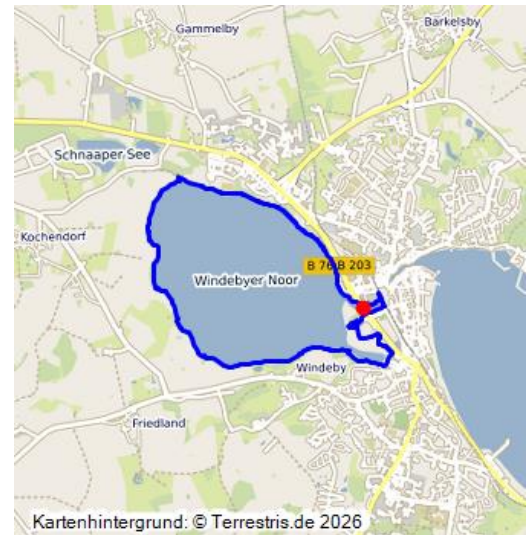 Gammelby
Barkelsby
Schnaaper See
Kochendorf
B 76 B 203
Windebyer Noor
Windeby
Friedland
Kartenhintergrund: © Terrestris.de 2026